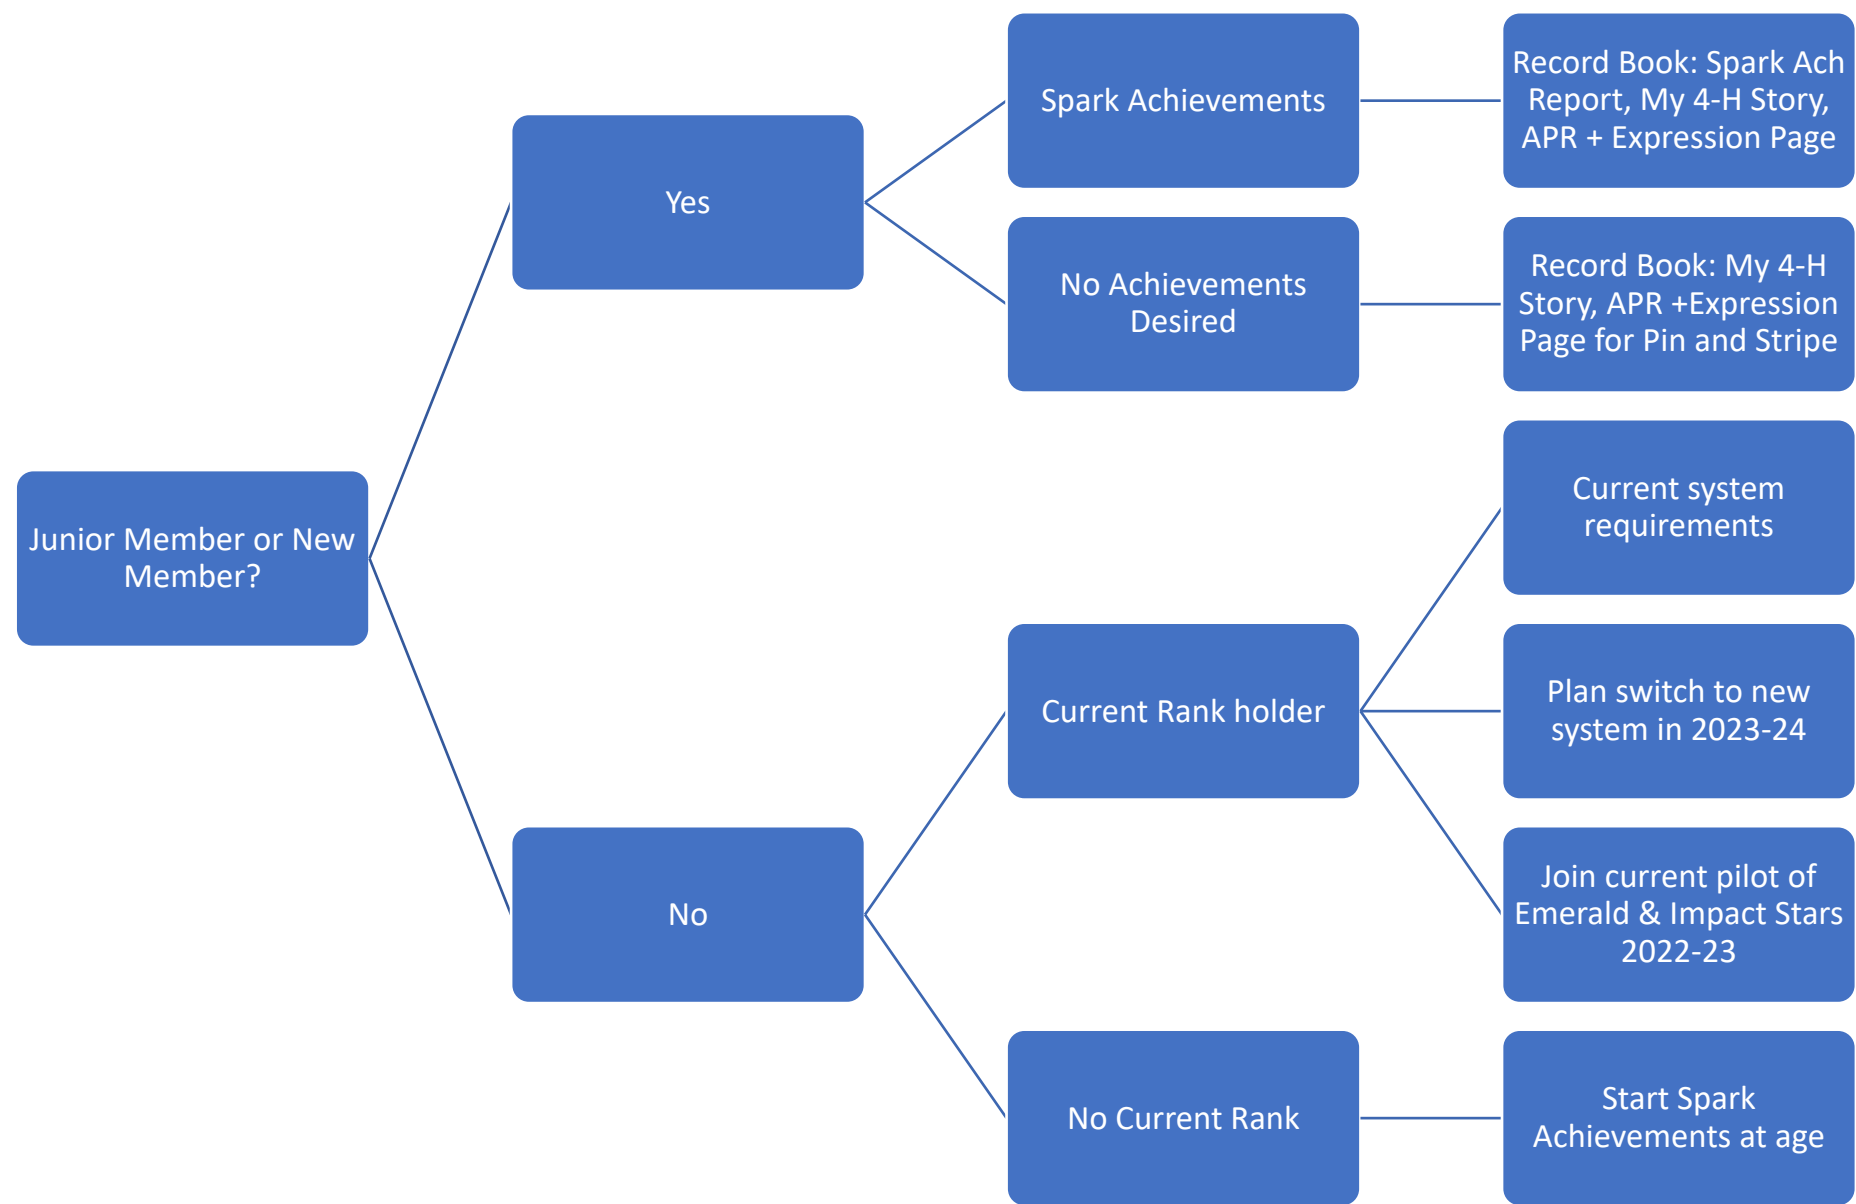 Junior Member or New
Member?
Yes
Spark Achievements
Record Book: Spark Ach
Report, My 4-H Story,
APR + Expression Page
No Achievements
Desired
Record Book: My 4-H
Story, APR +Expression
Page for Pin and Stripe
No
Current Rank holder
Current system
requirements
Plan switch to new
system in 2023-24
Join current pilot of
Emerald & Impact Stars
2022-23
No Current Rank
Start Spark
Achievements at age